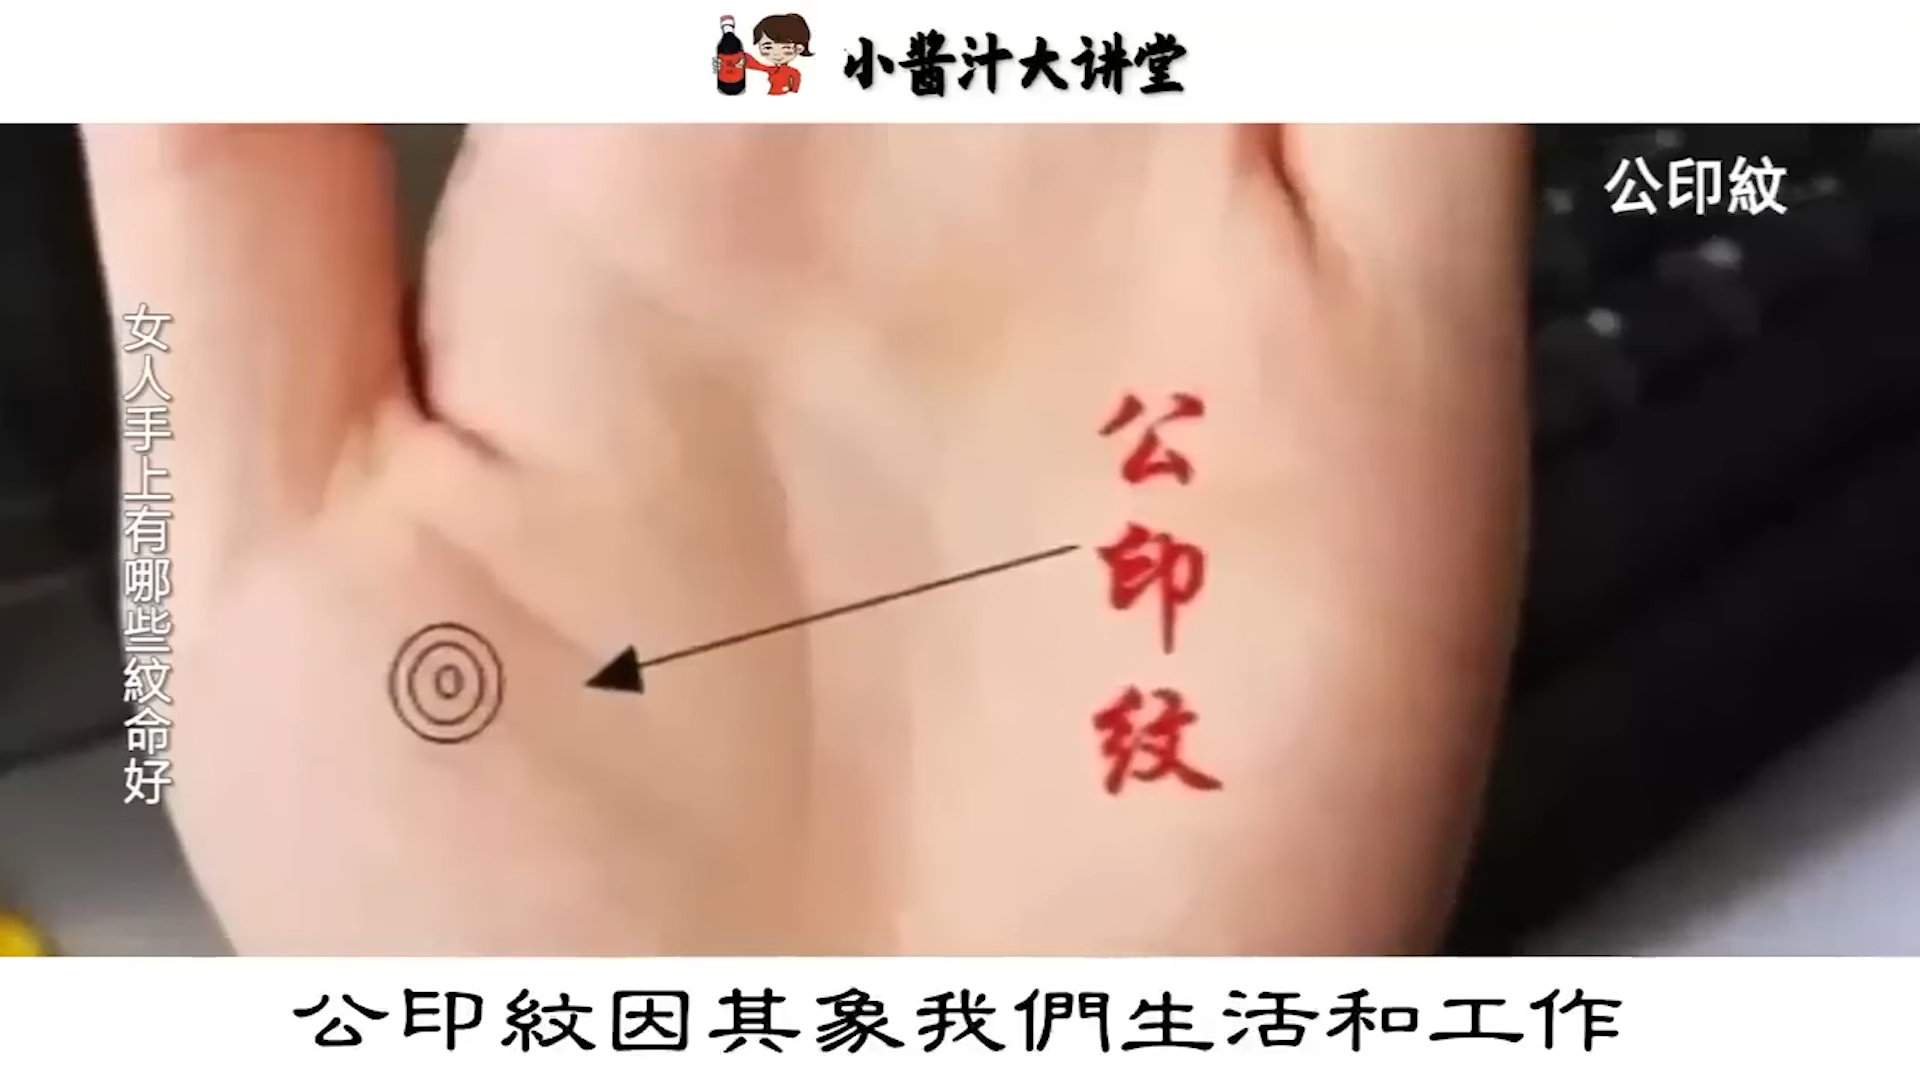 小酱汁大讲堂
公印紋
女人手上有哪些紋命好
公印纹
公印紋因其象我們生活和工作